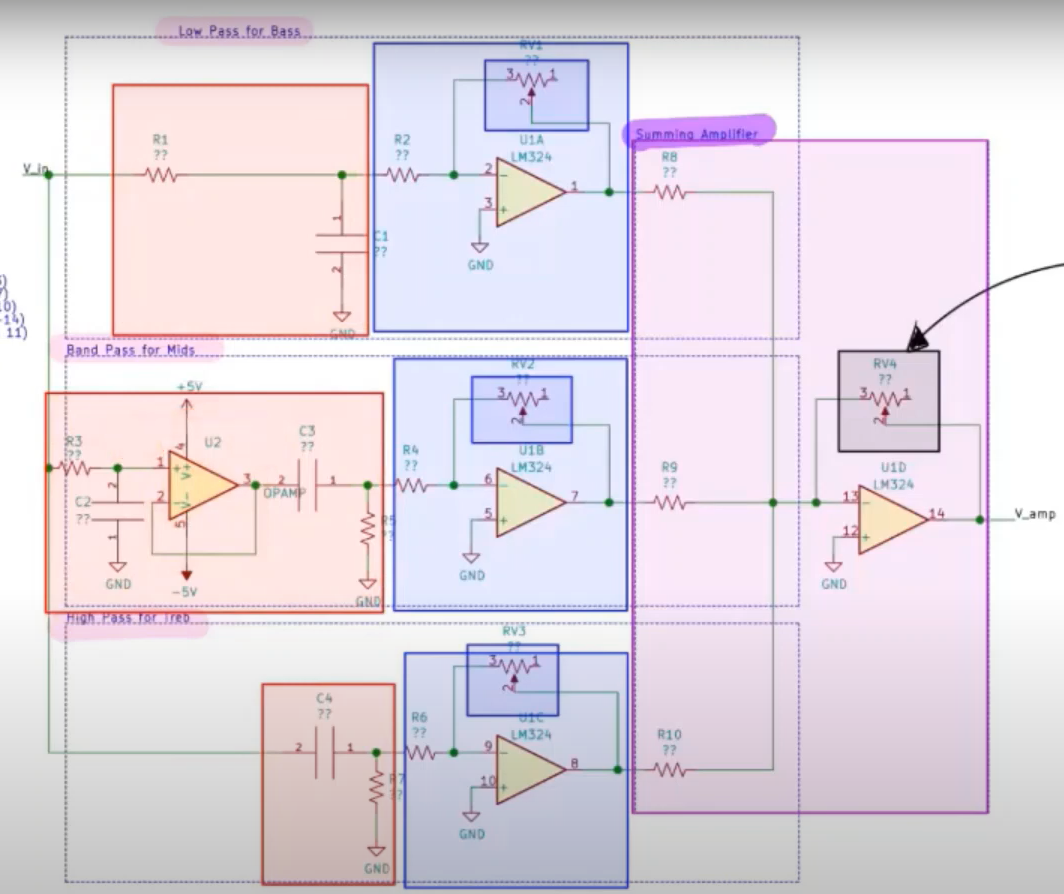 Low Pass for Bass
RV1
??
3
1
2
R1
??
R2
??
U1A
LM324
Summing Amplifier
R8
??
V_in
2
-
1
3
+
GND
1
C1
??
2
GND
7)
10)
-14)
11)
Band Pass for Mids
RV2
??
3
1
2
RV4
??
3
1
2
+5V
R3
??
4
U2
C3
??
R4
??
U1B
LM324
R9
??
U1D
LM324
1
+
V+
2
-
V-
3
OPAMP
2
1
6
-
7
5
+
GND
C2
??
2
1
GND
5
-5V
R5
GND
13
-
14
12
+
GND
V_amp
High Pass for Treb
RV3
??
3
1
2
C4
??
2
1
R6
??
U1C
LM324
R10
??
9
-
8
10
+
GND
R7
??
GND